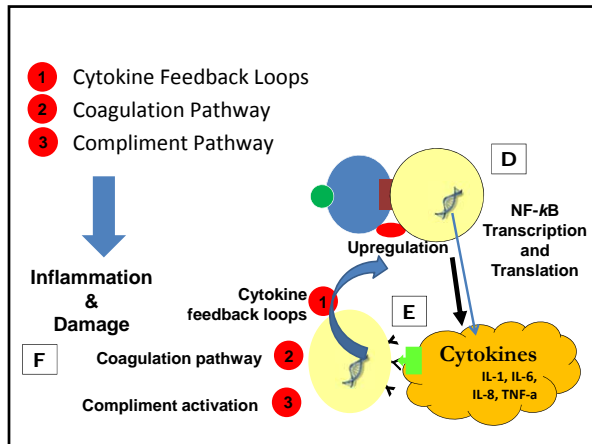 1 Cytokine Feedback Loops
2 Coagulation Pathway
3 Compliment Pathway
D
NF-kB
Transcription
and
Translation
Upregulation
Inflammation
&
Damage
F
Cytokine
feedback loops
1
E
Coagulation pathway 2
Compliment activation 3
Cytokines
IL-1, IL-6,
IL-8, TNF-a